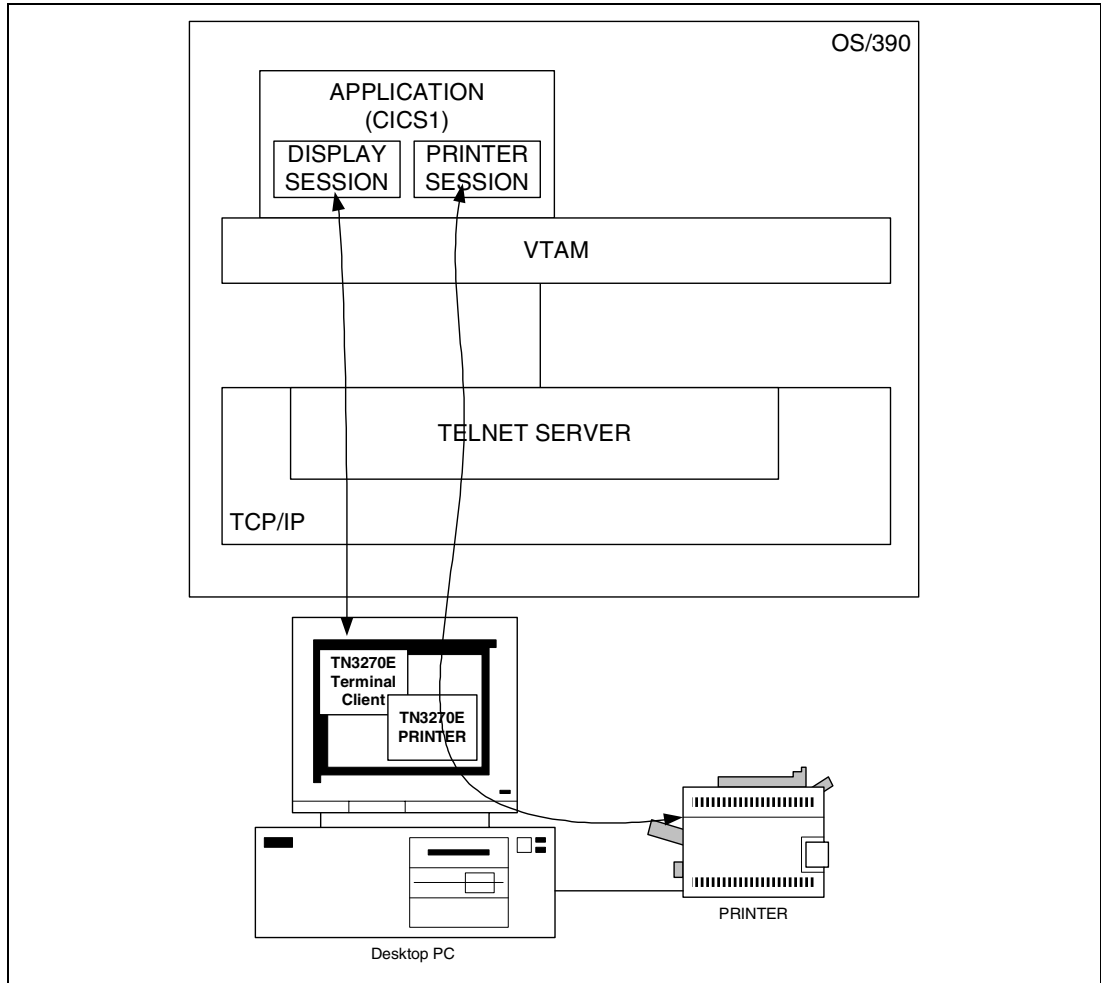 OS/390
APPLICATION
(CICS1)
DISPLAY
SESSION
PRINTER
SESSION
VTAM
TELNET SERVER
TCP/IP
TN3270E
Terminal
Client
TN3270E
PRINTER
PRINTER
Desktop PC